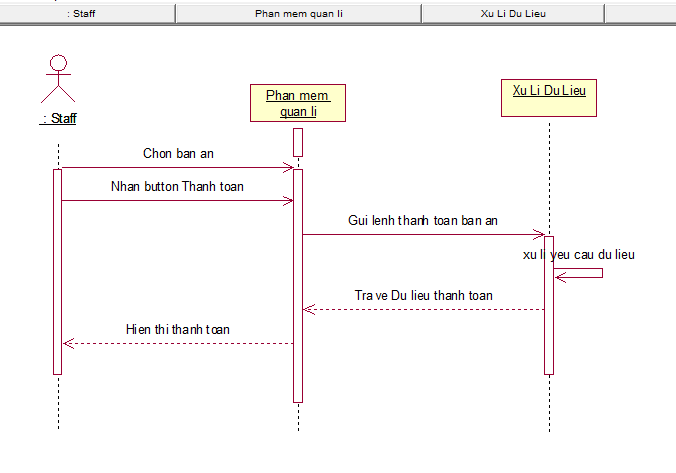 : Staff
Phan mem quan li
Xu Li Du Lieu
: Staff
Phan mem
quan li
Xu Li Du Lieu
Chon ban an
Nhan button Thanh toan
Gui lenh thanh toan ban an
xu li yeu cau du lieu
Tra ve Du lieu thanh toan
Hien thi thanh toan